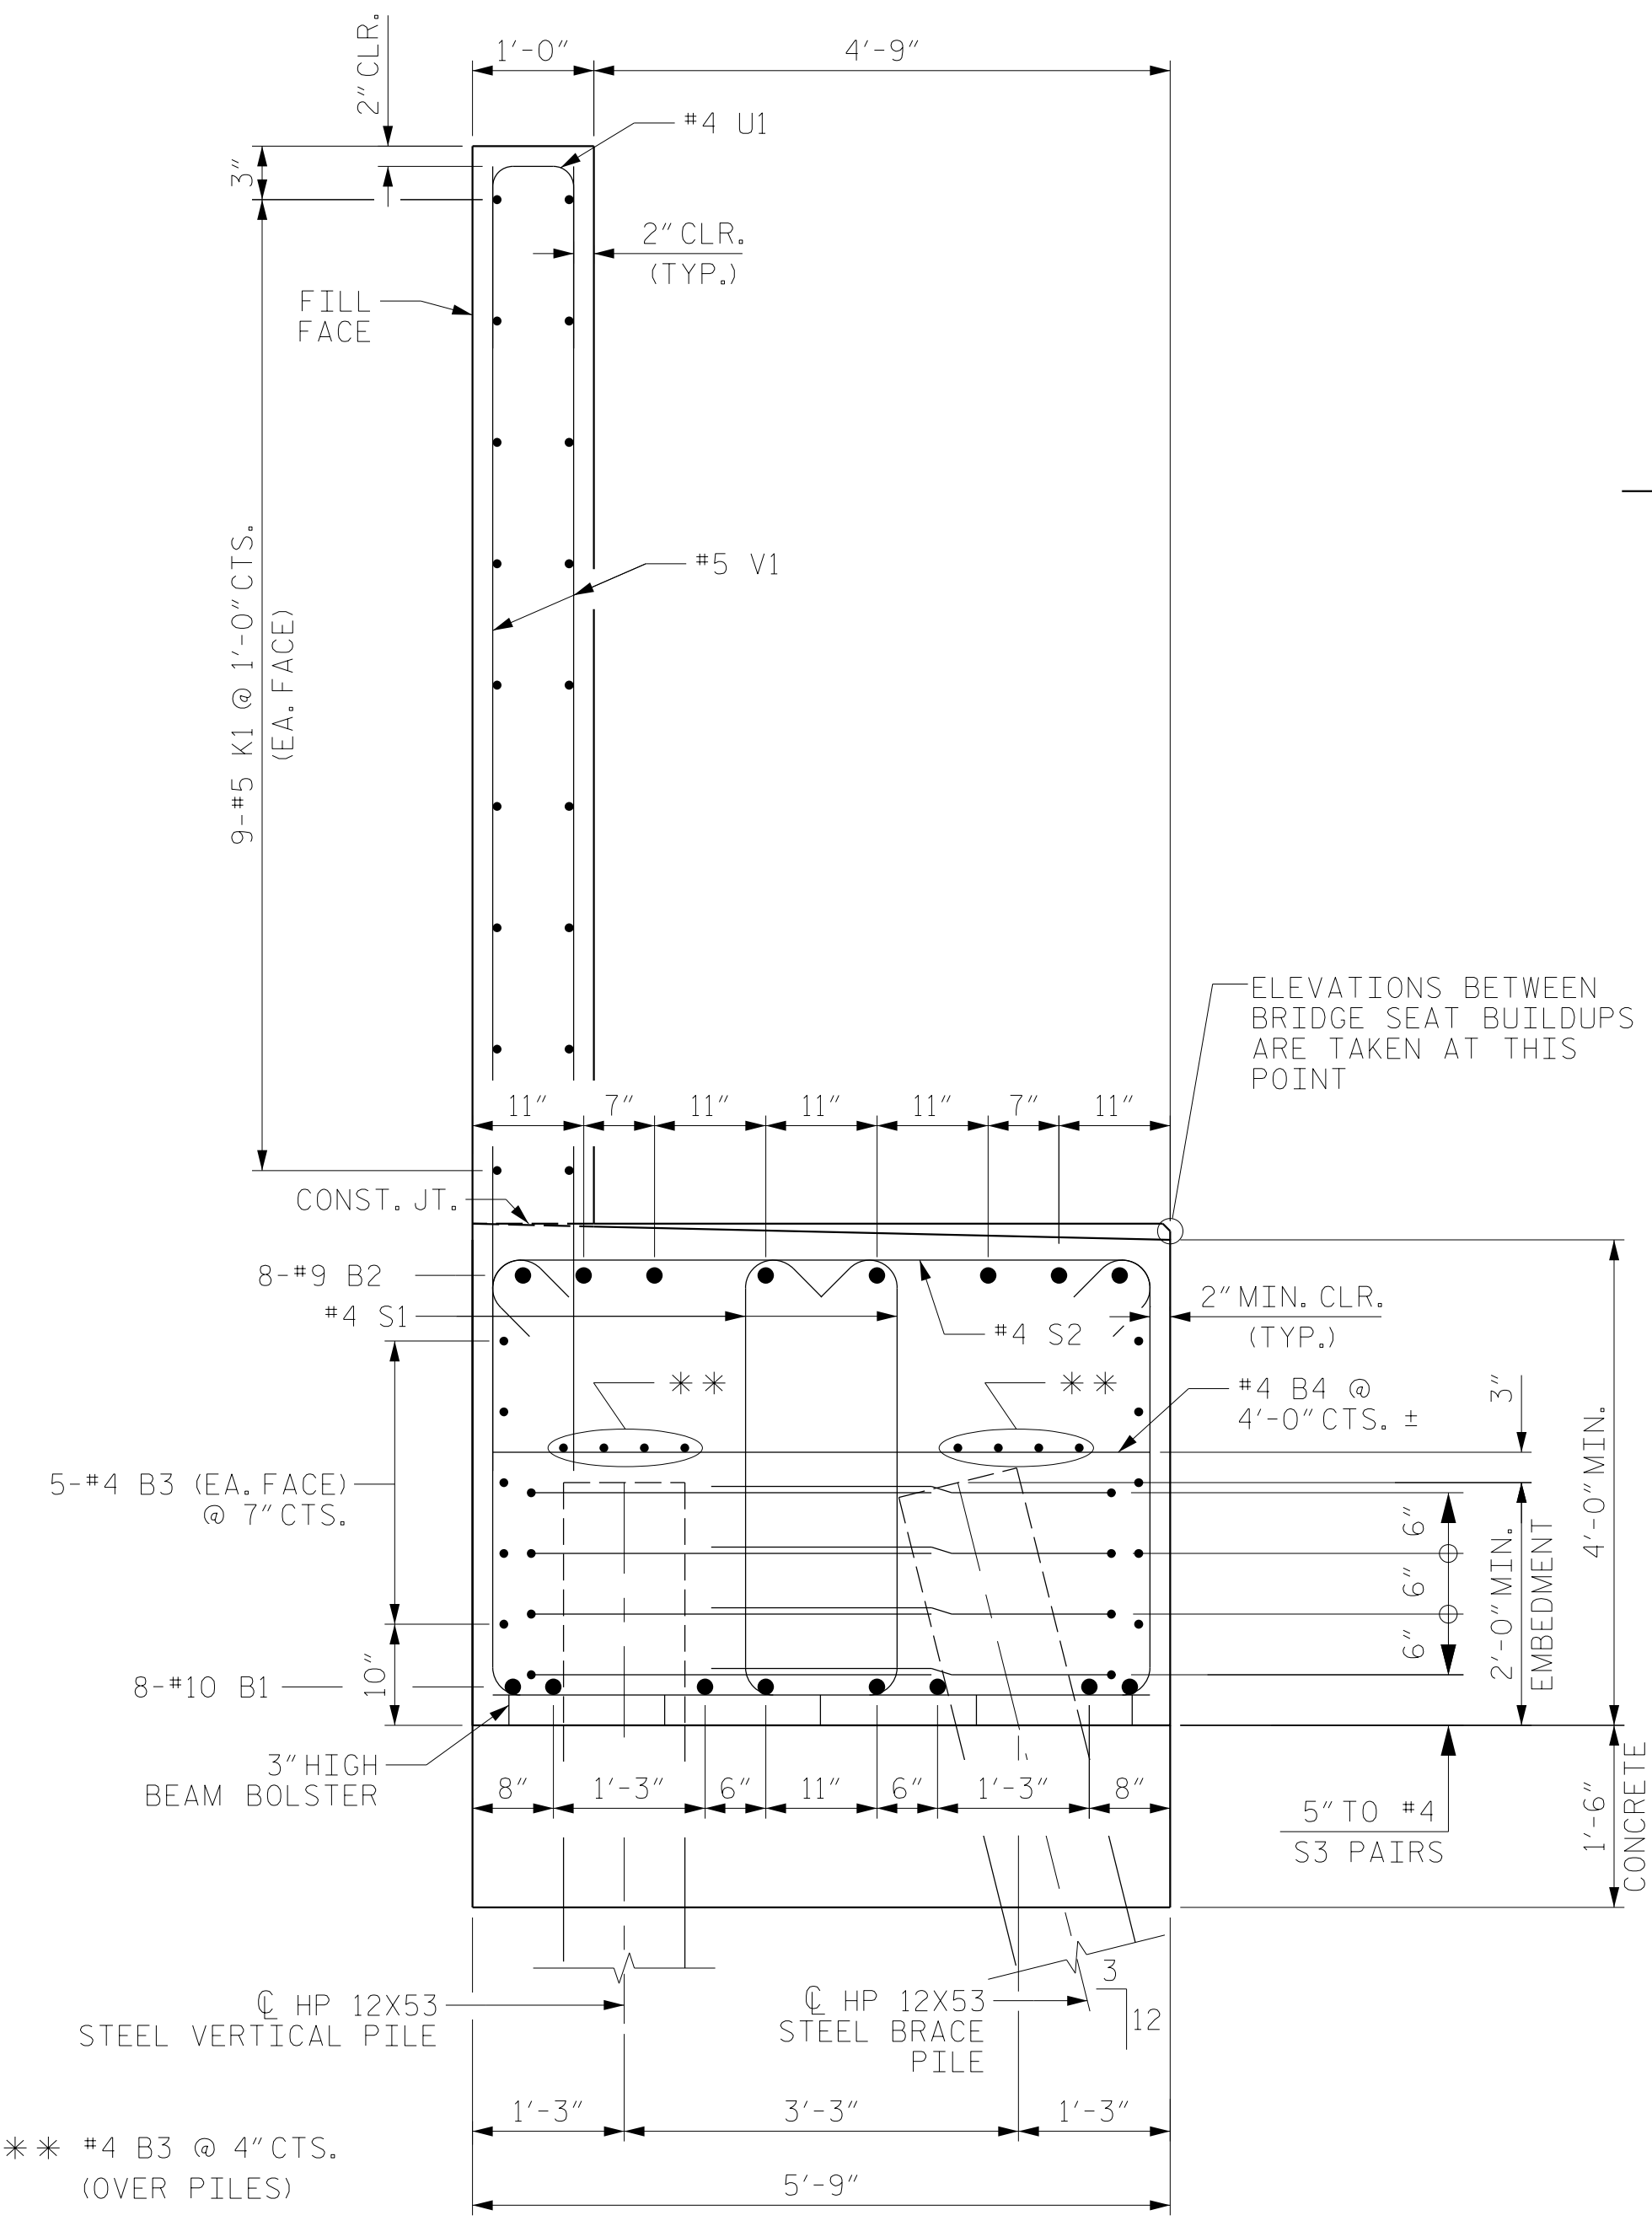 2" CLR.
1'-0"
4'-9"
#4 U1
3"
2" CLR.
(TYP.)
FILL
FACE
9-#5 K1 @ 1'-0" CTS.
(EA. FACE)
#5 V1
ELEVATIONS BETWEEN
BRIDGE SEAT BUILDUPS
ARE TAKEN AT THIS
POINT
11" 7" 11" 11" 11" 7" 11"
CONST. JT.
8-#9 B2
#4 S1
#4 S2
2" MIN. CLR.
(TYP.)
** **
#4 B4 @
4'-0" CTS. ±
3"
4'-0" MIN.
5-#4 B3 (EA. FACE)
@ 7" CTS.
6"
6"
6"
2'-0" MIN.
EMBEDMENT
10"
8-#10 B1
3" HIGH
BEAM BOLSTER
8" 1'-3" 6" 11" 6" 1'-3" 8"
5" TO #4
S3 PAIRS
1'-6"
CONCRETE
℄ HP 12X53
STEEL VERTICAL PILE
℄ HP 12X53
STEEL BRACE
PILE
3
12
1'-3" 3'-3" 1'-3"
** #4 B3 @ 4" CTS.
(OVER PILES)
5'-9"